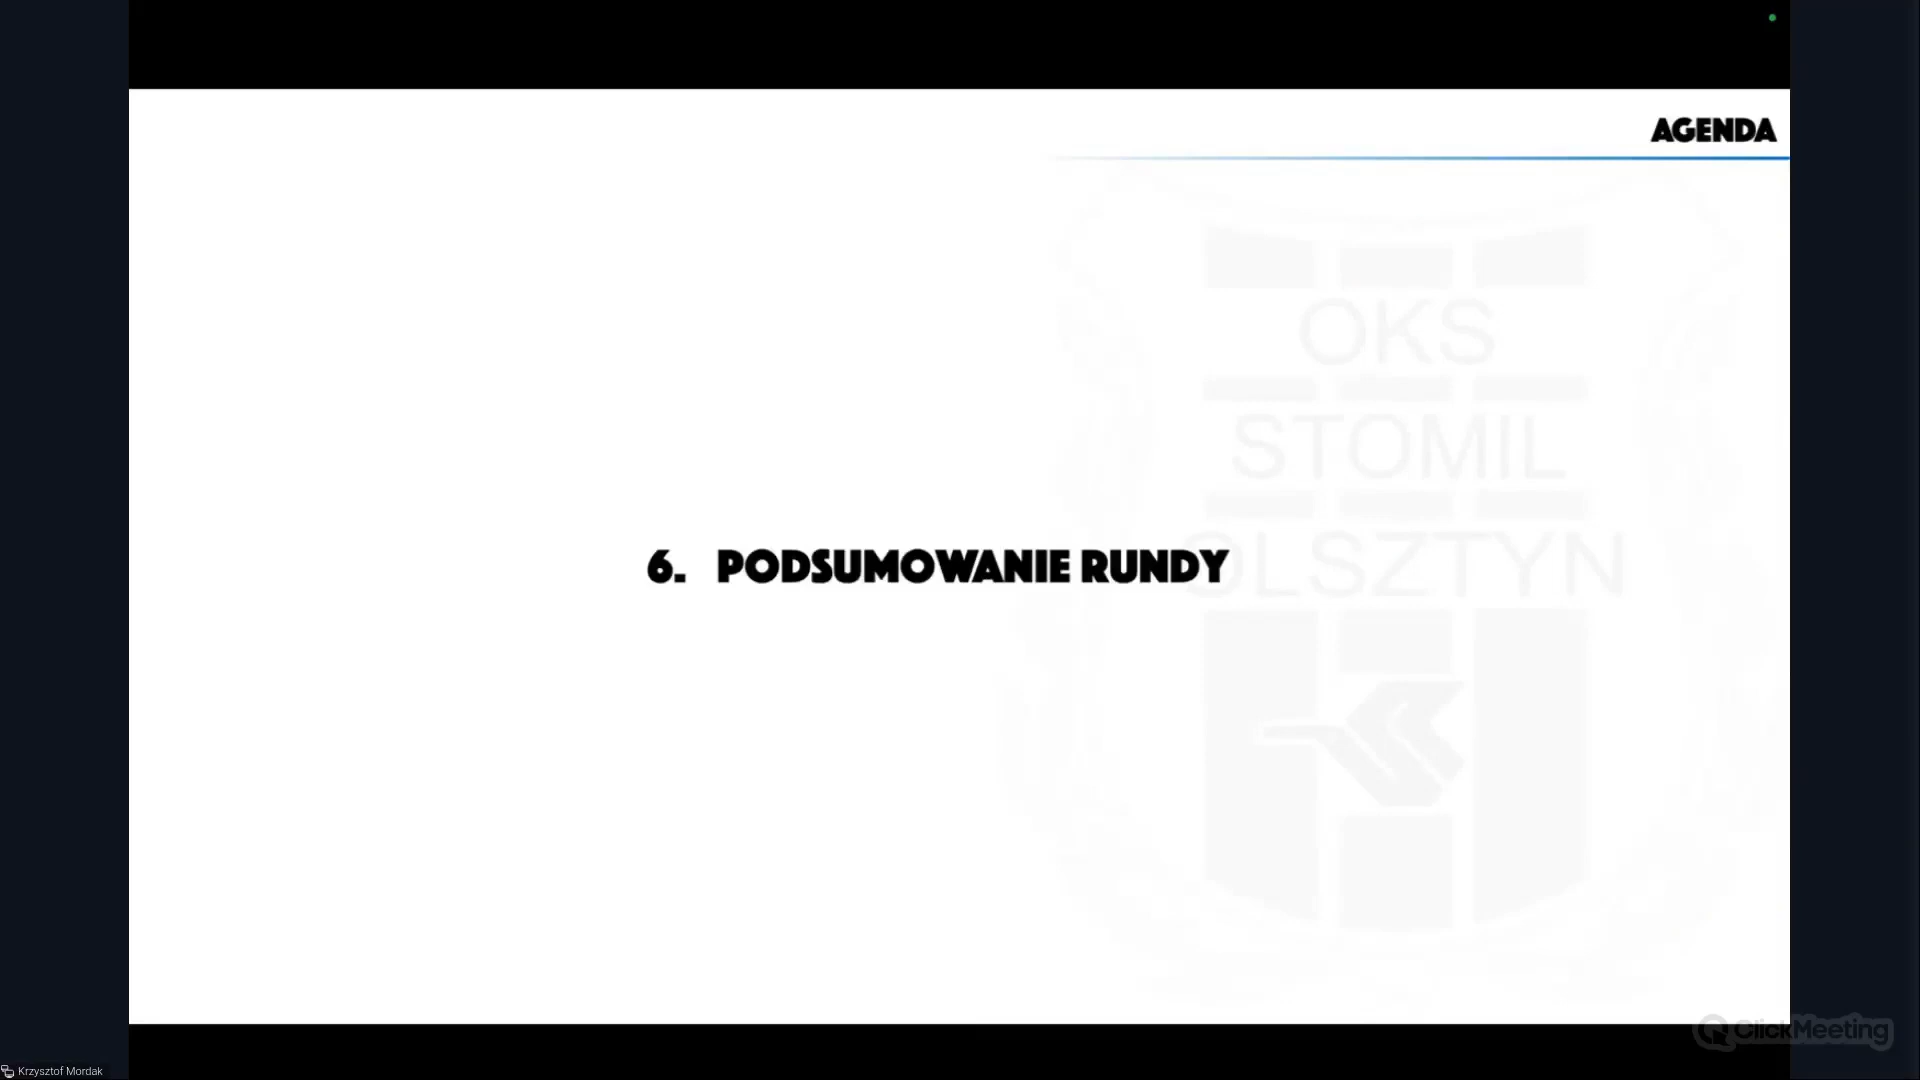 AGENDA
OKS
STOMIL
OLSZTYN
6. PODSUMOWANIE RUNDY
ClickMeeting
Krzysztof Mordak